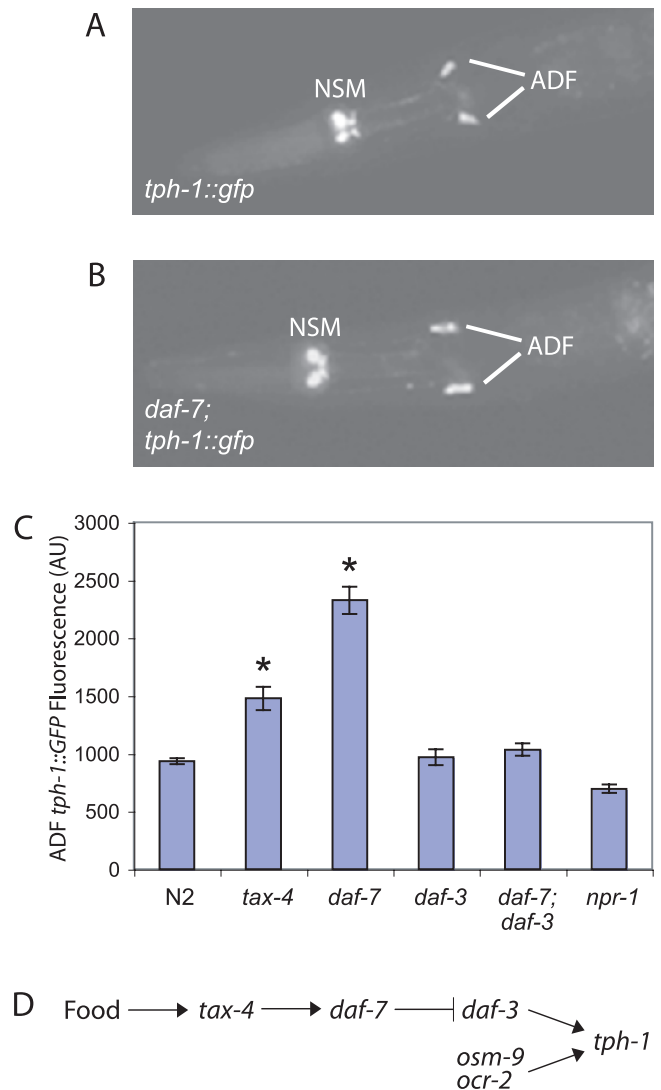 A
NSM
ADF
tph-1::gfp
B
NSM
ADF
daf-7;
tph-1::gfp
C
ADF tph-1::GFP Fluorescence (AU)
3000
2500
2000
1500
1000
500
0
*
*
N2 tax-4 daf-7 daf-3 daf-7; npr-1
daf-3
D
Food tax-4 daf-7 daf-3
tph-1
osm-9
ocr-2